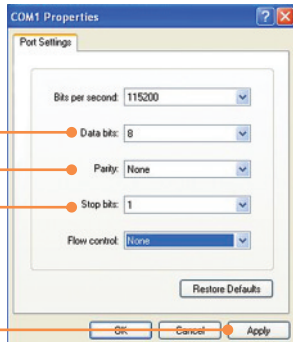 COM1 Properties
Port Settings
Bits per second: 115200
Data bits: 8
Parity: None
Stop bits: 1
Flow control: None
Restore Defaults
OK Cancel Apply